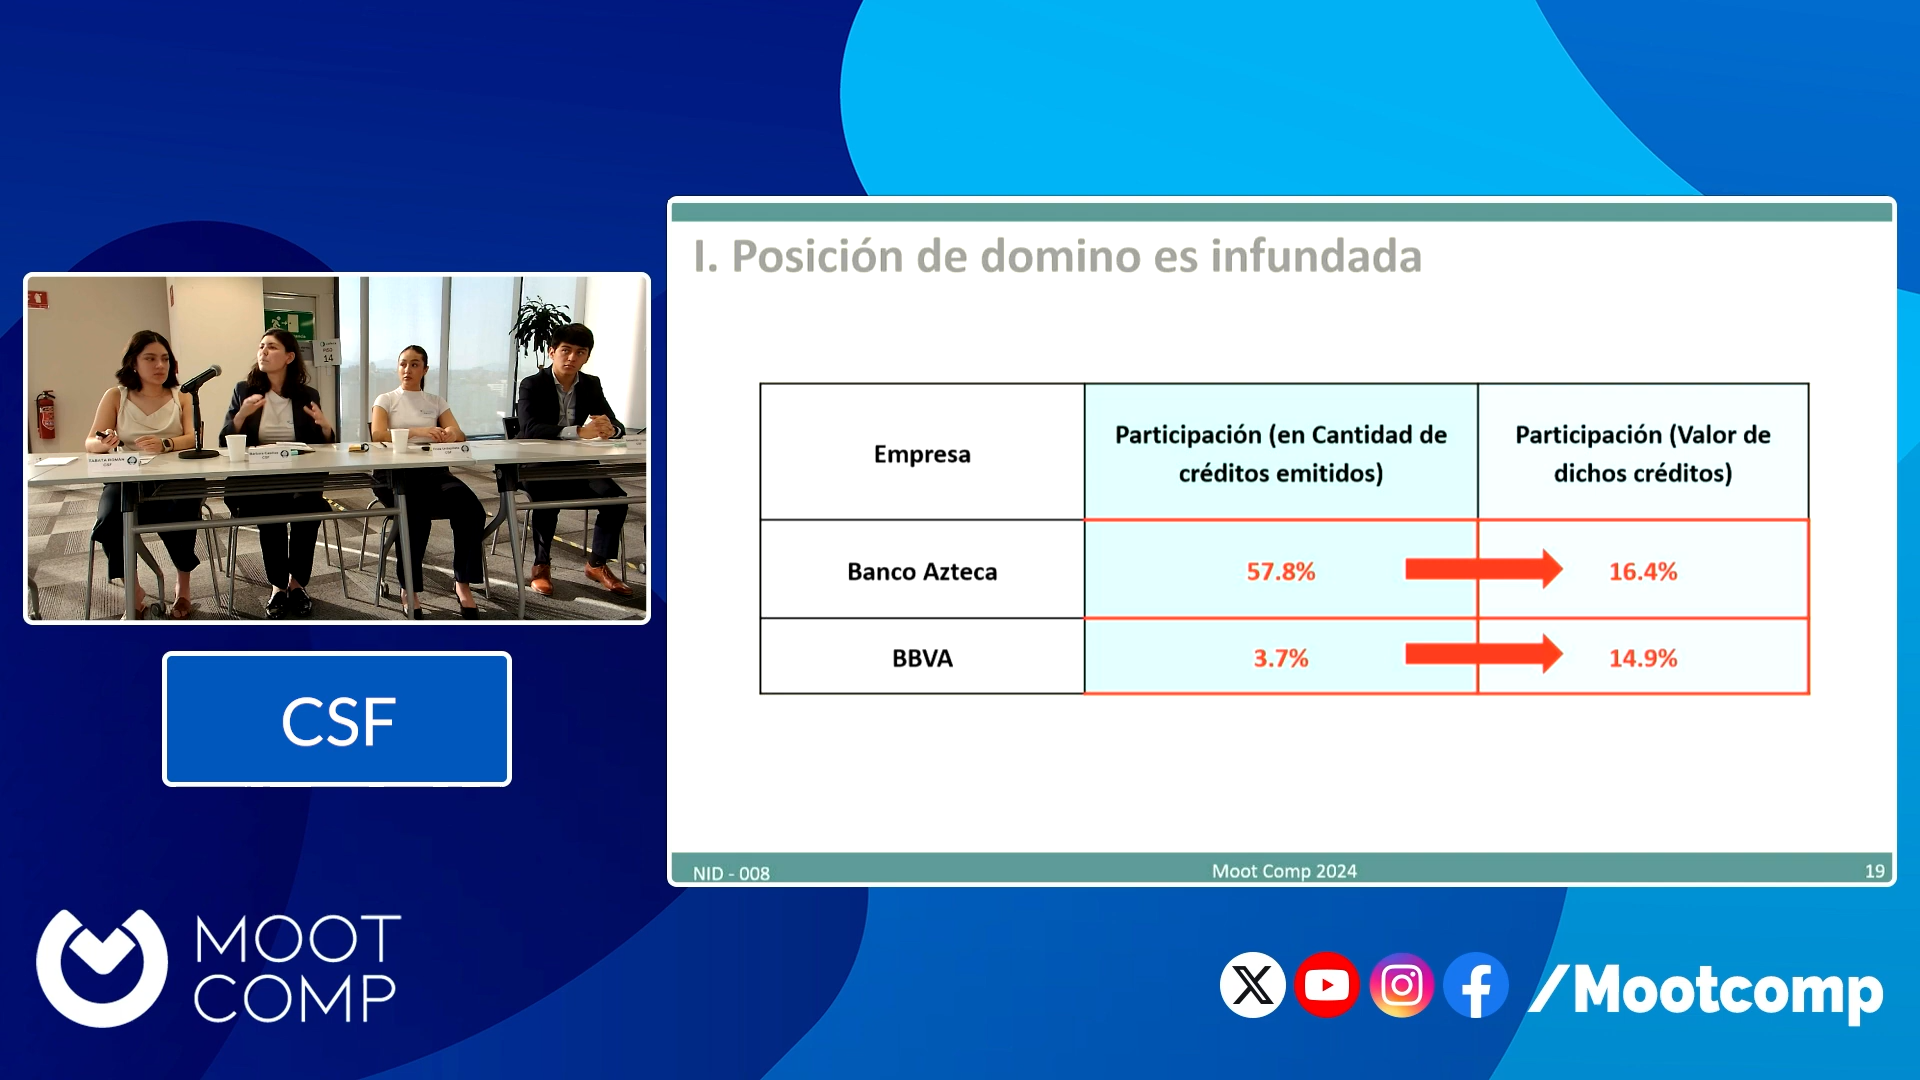 I. Posición de domino es infundada
Empresa
Participación (en Cantidad de
créditos emitidos)
Participación (Valor de
dichos créditos)
Banco Azteca
57.8%
16.4%
BBVA
3.7%
14.9%
NID - 008
Moot Comp 2024
19
14
CSF
MOOT
COMP
/Mootcomp